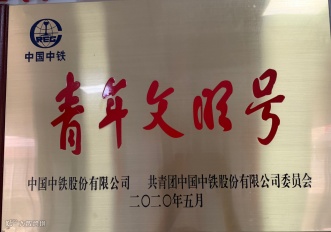 CREC
中国中铁
青年文明号
中国中铁股份有限公司 共青团中国中铁股份有限公司委员会
二〇二〇年五月